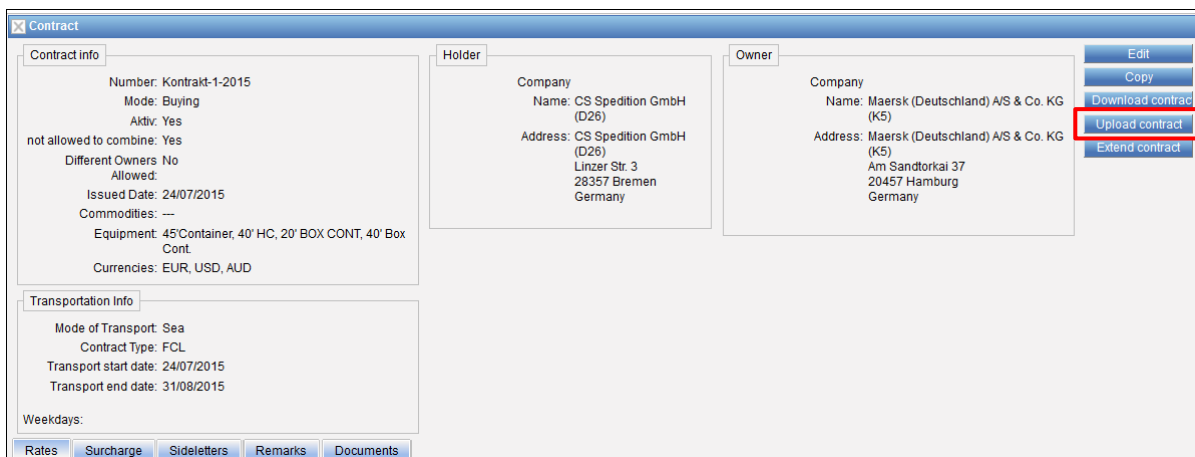 Contract
Contract info
Number: Kontrakt-1-2015
Mode: Buying
Aktiv: Yes
not allowed to combine: Yes
Different Owners No
Allowed:
Issued Date: 24/07/2015
Commodities: ---
Equipment: 45'Container, 40' HC, 20' BOX CONT, 40' Box
Cont.
Currencies: EUR, USD, AUD
Transportation Info
Mode of Transport: Sea
Contract Type: FCL
Transport start date: 24/07/2015
Transport end date: 31/08/2015
Weekdays:
Holder
Company
Name: CS Spedition GmbH
(D26)
Address: CS Spedition GmbH
(D26)
Linzer Str. 3
28357 Bremen
Germany
Owner
Company
Name: Maersk (Deutschland) A/S & Co. KG
(K5)
Address: Maersk (Deutschland) A/S & Co. KG
(K5)
Am Sandtorkai 37
20457 Hamburg
Germany
Edit
Copy
Download contrac
Upload contract
Extend contract
Rates Surcharge Sideletters Remarks Documents